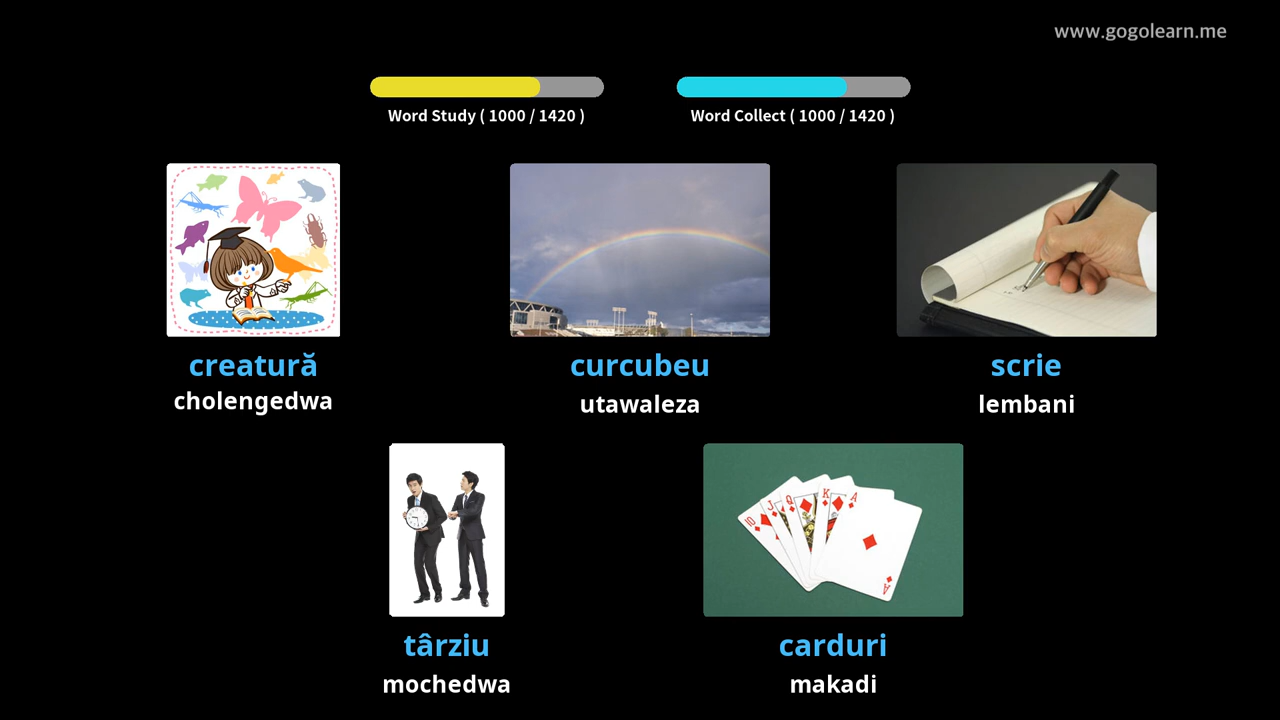 www.gogolearn.me
Word Study ( 1000 / 1420 )
Word Collect ( 1000 / 1420 )
creatură
cholengedwa
curcubeu
utawaleza
scrie
lembani
târziu
mochedwa
10 J Q K A
A
carduri
makadi